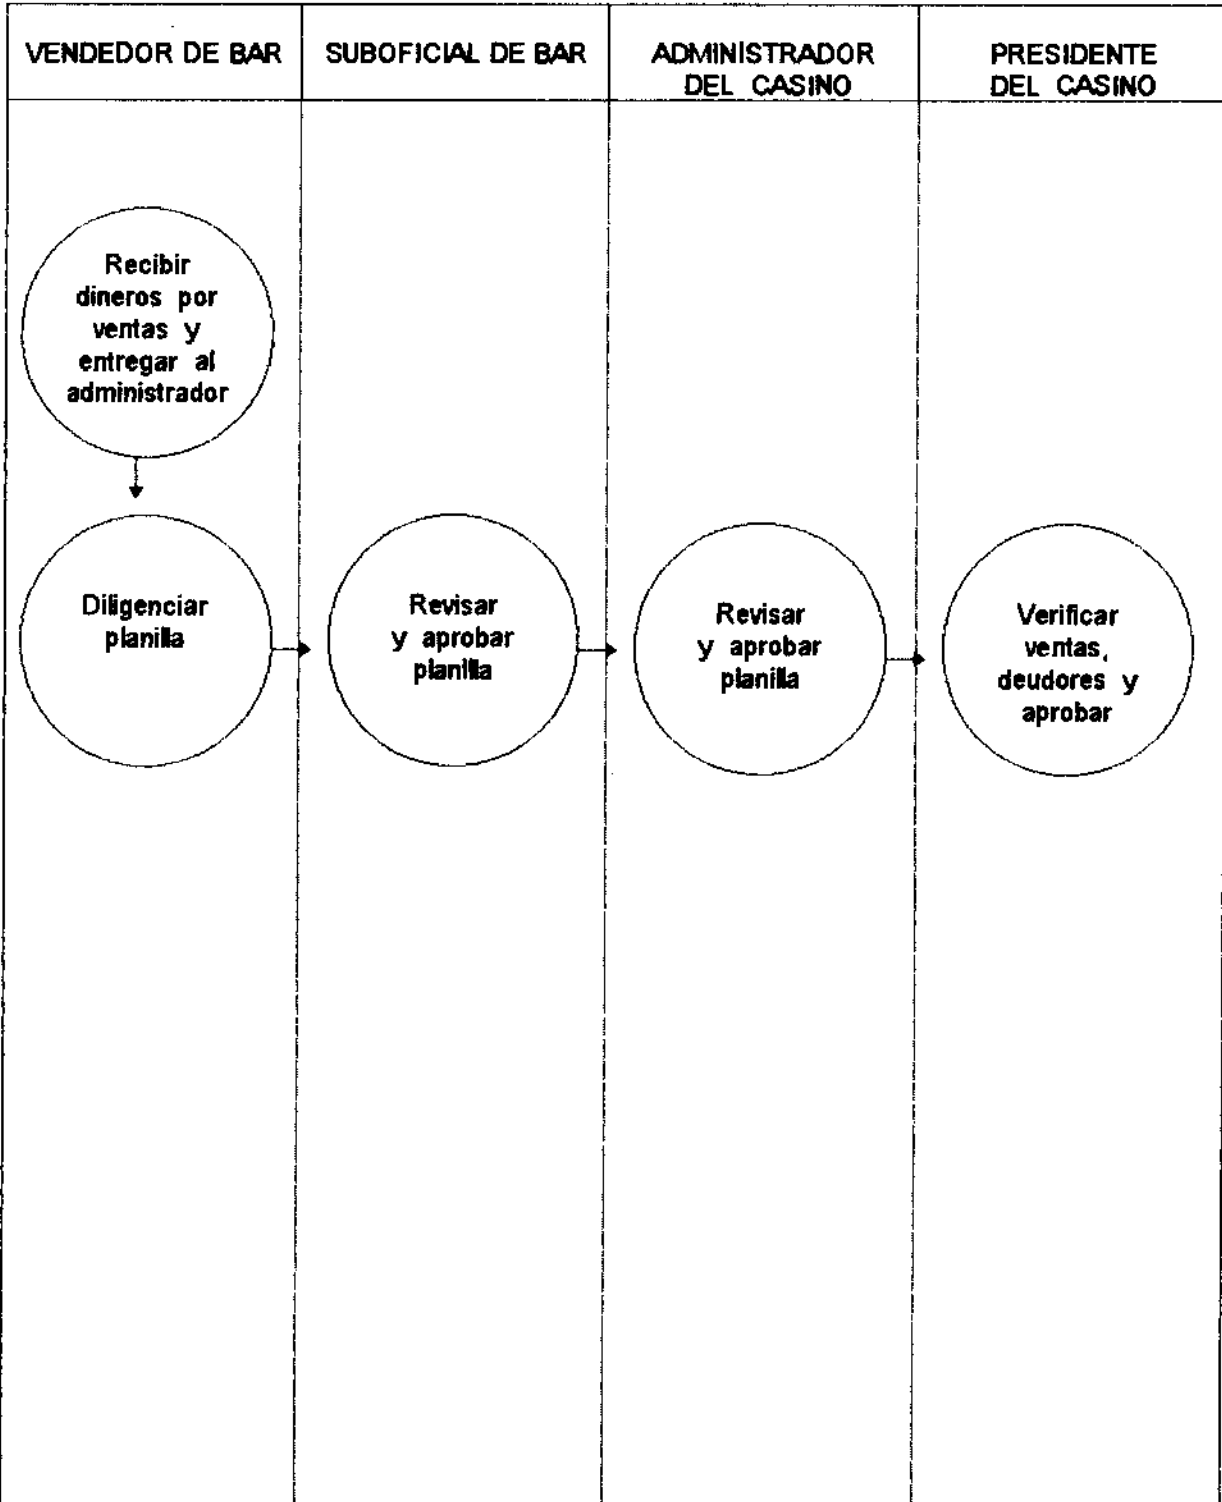 VENDEDOR DE BAR
SUBOFICIAL DE BAR
ADMINISTRADOR
DEL CASINO
PRESIDENTE
DEL CASINO
Recibir
dineros por
ventas y
entregar al
administrador
Diligenciar
planilla
Revisar
y aprobar
planilla
Revisar
y aprobar
planilla
Verificar
ventas,
deudores y
aprobar